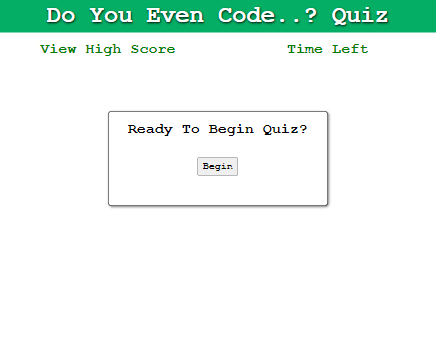 Do You Even Code..? Quiz
View High Score Time Left
Ready To Begin Quiz?
Begin